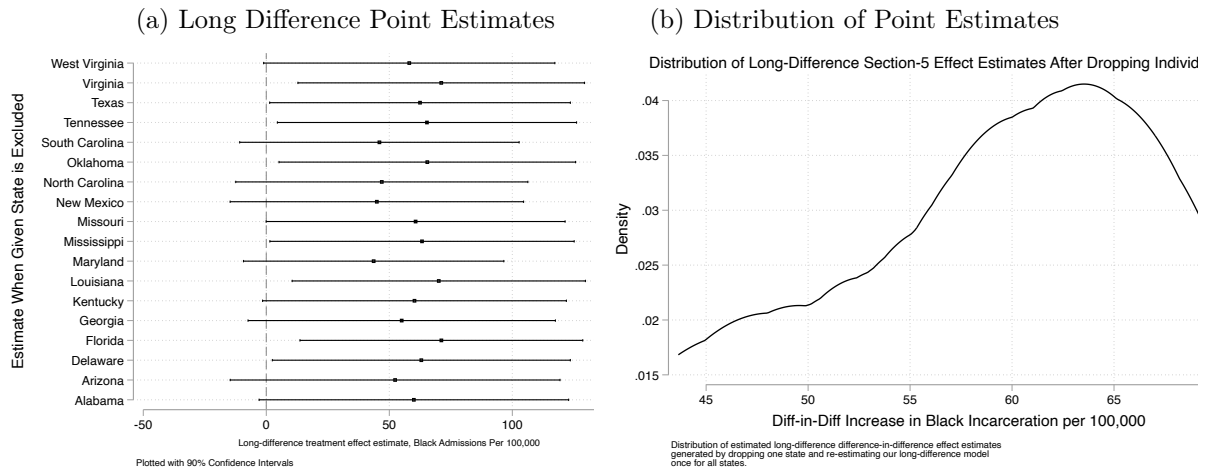 (a) Long Difference Point Estimates
Estimate When Given State is Excluded
West Virginia
Virginia
Texas
Tennessee
South Carolina
Oklahoma
North Carolina
New Mexico
Missouri
Mississippi
Maryland
Louisiana
Kentucky
Georgia
Florida
Delaware
Arizona
Alabama
-50 0 50 100
Long-difference treatment effect estimate, Black Admissions Per 100,000
Plotted with 90% Confidence Intervals
(b) Distribution of Point Estimates
Distribution of Long-Difference Section-5 Effect Estimates After Dropping Individ
Density
.04
.035
.03
.025
.02
.015
45 50 55 60 65
Diff-in-Diff Increase in Black Incarceration per 100,000
Distribution of estimated long-difference difference-in-difference effect estimates
generated by dropping one state and re-estimating our long-difference model
once for all states.